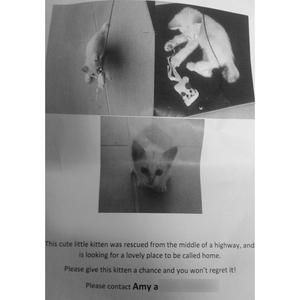 This cute little kitten was rescued from the middle of a highway, and
is looking for a lovely place to be called home.
Please give this kitten a chance and you won't regret it!
Please contact Amy a